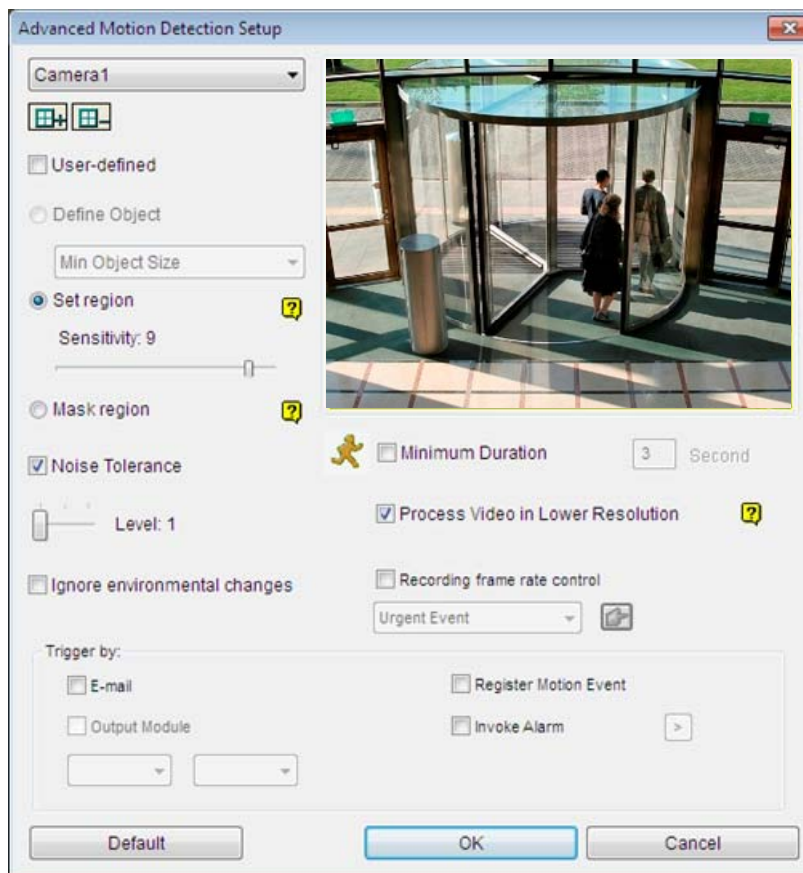 Advanced Motion Detection Setup
Camera1
User-defined
Define Object
Min Object Size
Set region
?
Sensitivity: 9
Mask region
?
Noise Tolerance
Level: 1
Ignore environmental changes
Minimum Duration
3
Second
Process Video in Lower Resolution
?
Recording frame rate control
Urgent Event
Trigger by:
E-mail
Register Motion Event
Output Module
Invoke Alarm
>
Default
OK
Cancel